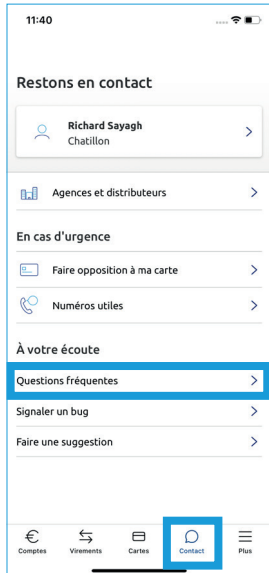 11:40
Restons en contact
Richard Sayagh
Chatillon
Agences et distributeurs
En cas d'urgence
Faire opposition à ma carte
Numéros utiles
À votre écoute
Questions fréquentes
Signaler un bug
Faire une suggestion
€
Comptes Virements Cartes Contact Plus